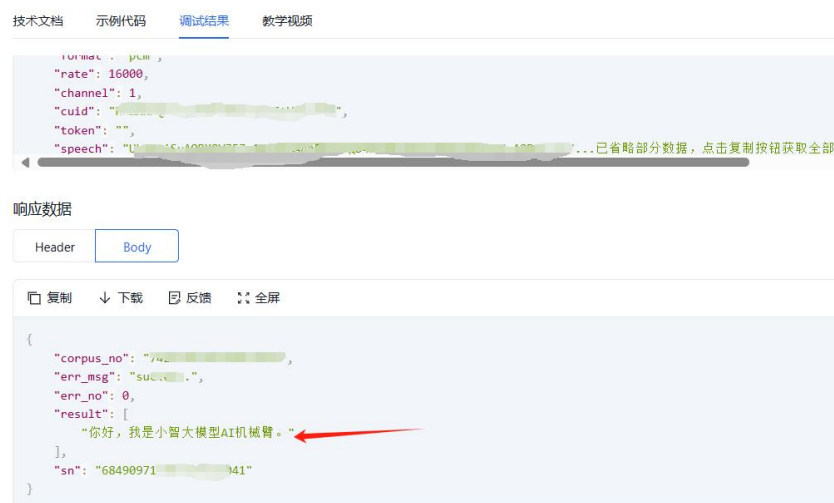 技术文档 示例代码 调试结果 教学视频
"format": "pcm",
"rate": 16000,
"channel": 1,
"cuid": "
"token": "",
"speech": "...已省略部分数据，点击复制按钮获取全部
响应数据
Header Body
复制 下载 反馈 全屏
{
"corpus_no": "
"err_msg": "
"err_no": 0,
"result": [
"你好，我是小智大模型AI机械臂。"
],
"sn": "68490971 941"
}